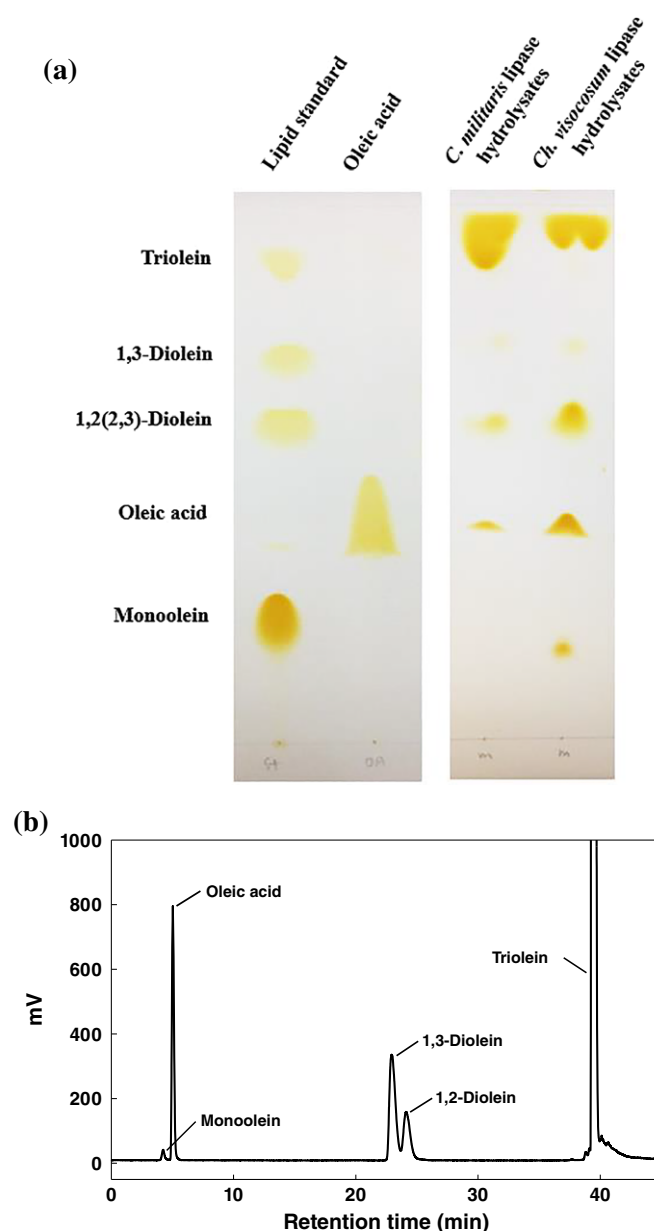 (a)
Lipid standard
Oleic acid
C. militaris lipase
hydrolysates
Ch. visocosum lipase
hydrolysates
Triolein
1,3-Diolein
1,2(2,3)-Diolein
Oleic acid
Monoolein
St
OA
m
m
(b)
1000
800
600
400
200
0
mV
Oleic acid
Monoolein
1,3-Diolein
1,2-Diolein
Triolein
0
10
20
30
40
Retention time (min)